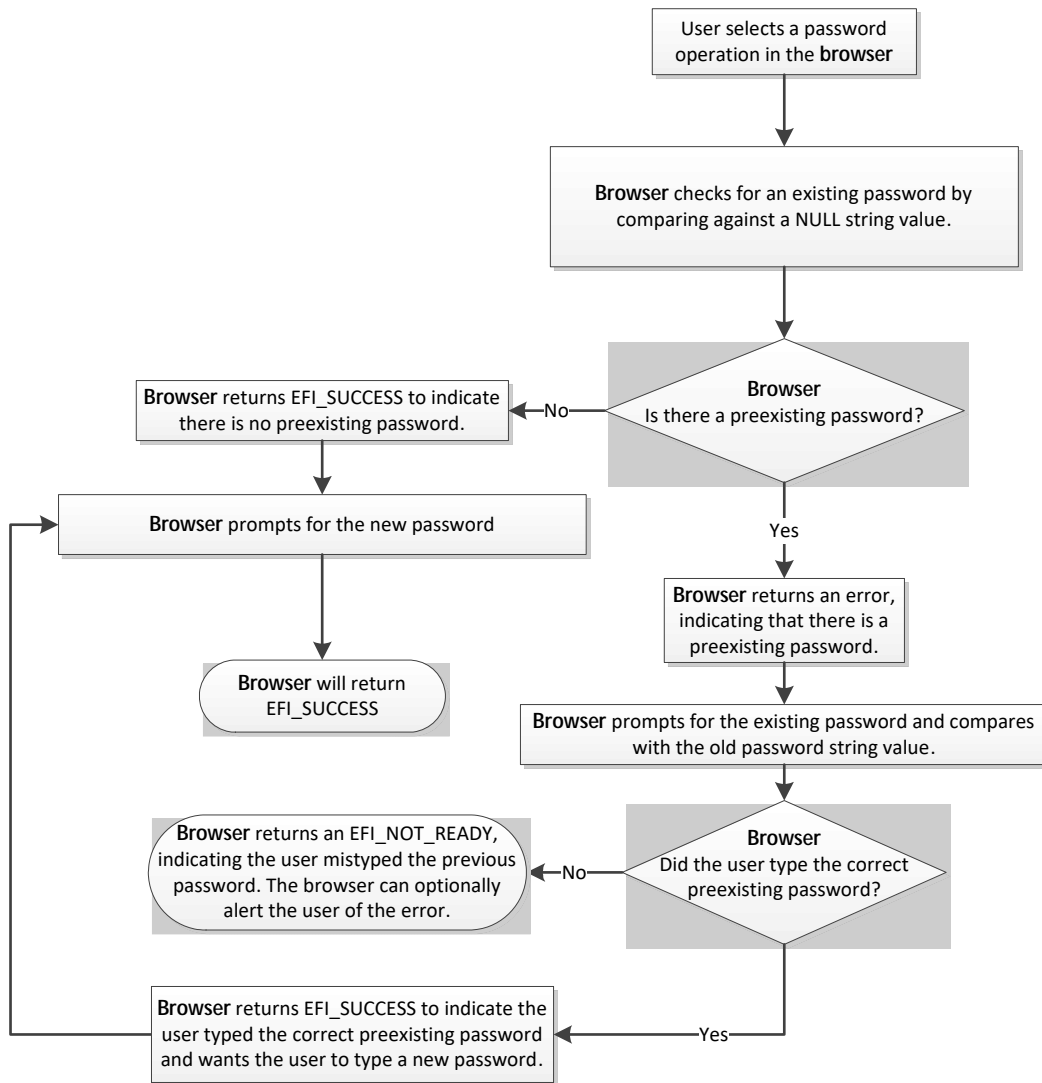 User selects a password
operation in the browser
Browser checks for an existing password by
comparing against a NULL string value.
Browser
Is there a preexisting password?
No
Browser returns EFI_SUCCESS to indicate
there is no preexisting password.
Browser prompts for the new password
Yes
Browser returns an error,
indicating that there is a
preexisting password.
Browser will return
EFI_SUCCESS
Browser prompts for the existing password and compares
with the old password string value.
Browser
Did the user type the correct
preexisting password?
No
Browser returns an EFI_NOT_READY,
indicating the user mistyped the previous
password. The browser can optionally
alert the user of the error.
Yes
Browser returns EFI_SUCCESS to indicate the
user typed the correct preexisting password
and wants the user to type a new password.